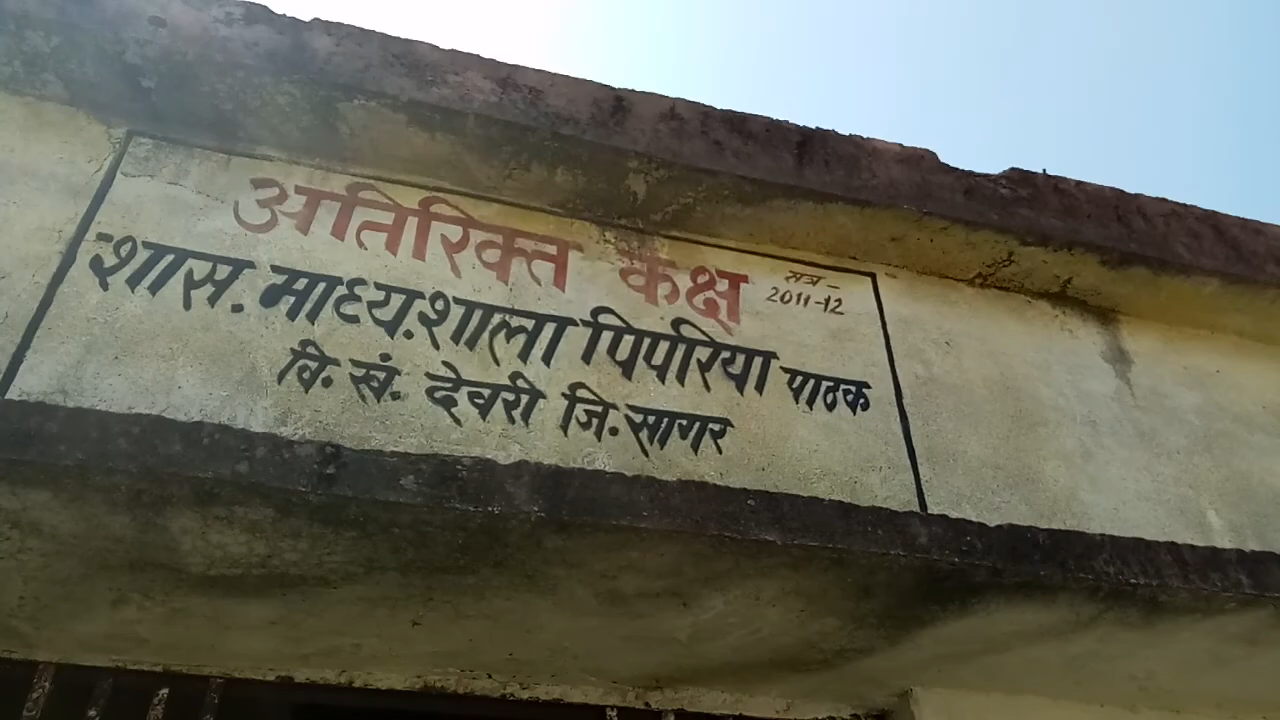 अतिरिक्त कक्ष
सत्र -
2011-12
शास. माध्य.शाला पिपरिया पाठक
वि. खं. देवरी जि.सागर